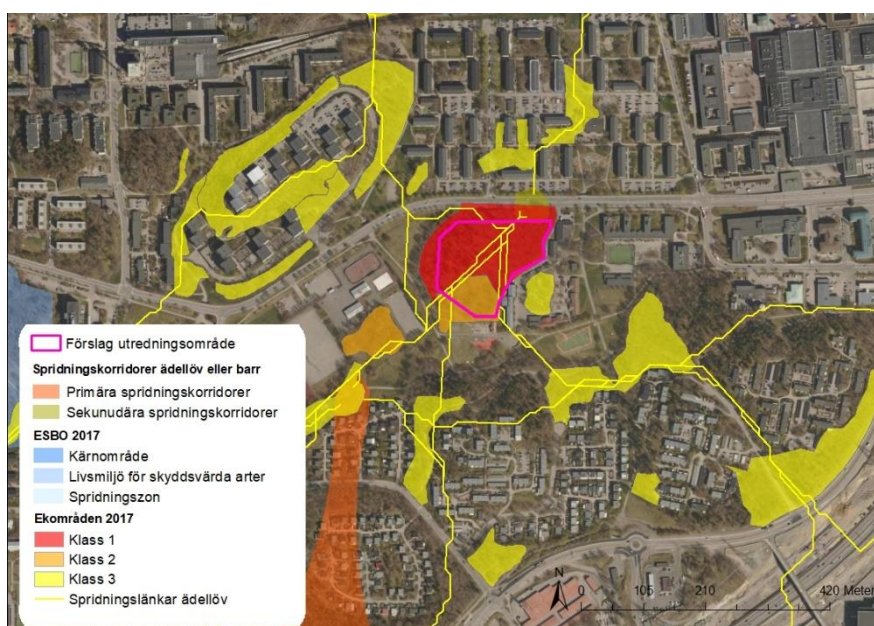 Förslag utredningsområde
Spridningskorridorer ädellöv eller barr
Primära spridningskorridorer
Sekunudära spridningskorridorer
ESBO 2017
Kärnområde
Livsmiljö för skyddsvärda arter
Spridningszon
Ekområden 2017
Klass 1
Klass 2
Klass 3
Spridningslänkar ädellöv
N
0 105 210 420 Meter